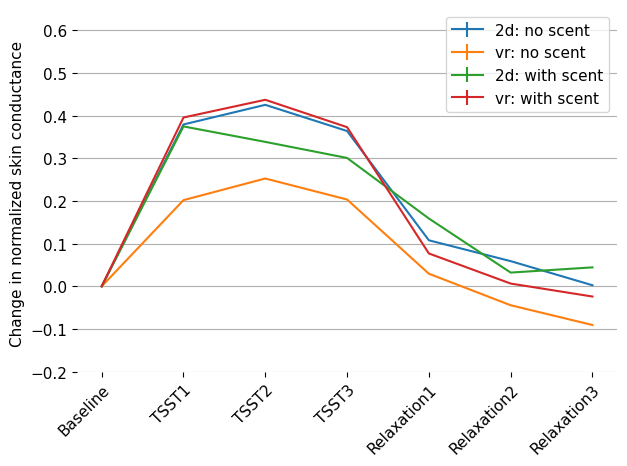 Change in normalized skin conductance
0.6
0.5
0.4
0.3
0.2
0.1
0.0
−0.1
−0.2
2d: no scent
vr: no scent
2d: with scent
vr: with scent
Baseline
TSST1
TSST2
TSST3
Relaxation1
Relaxation2
Relaxation3